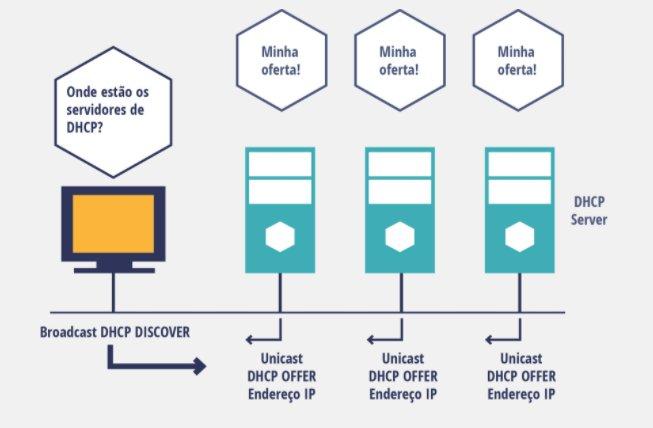 Onde estão os
servidores de
DHCP?
Minha
oferta!
Minha
oferta!
Minha
oferta!
DHCP
Server
Broadcast DHCP DISCOVER
Unicast
DHCP OFFER
Endereço IP
Unicast
DHCP OFFER
Endereço IP
Unicast
DHCP OFFER
Endereço IP